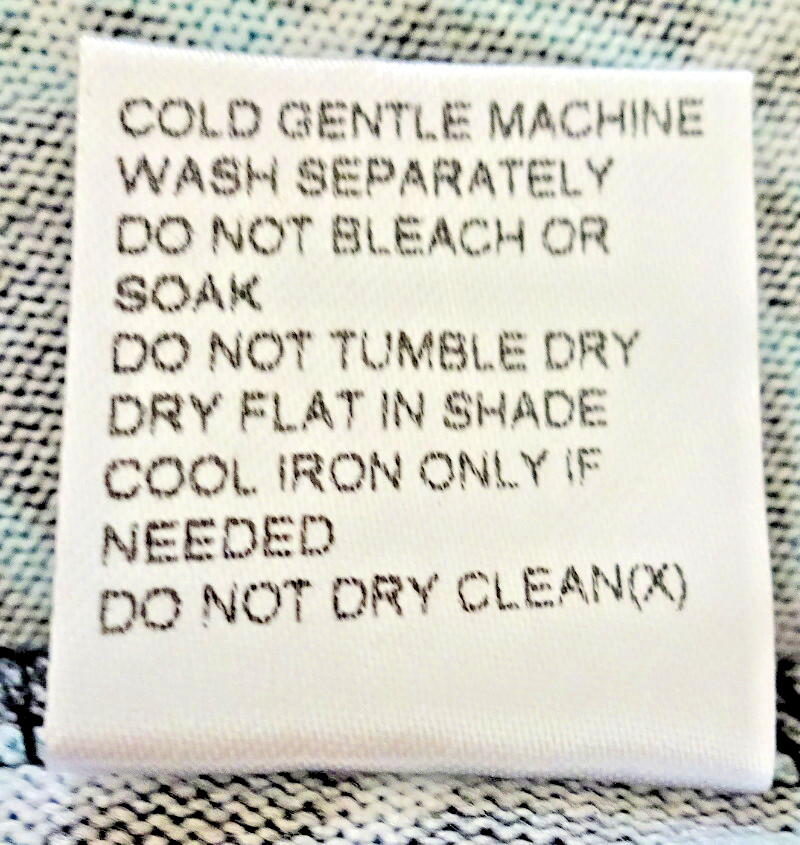 COLD GENTLE MACHINE
WASH SEPARATELY
DO NOT BLEACH OR
SOAK
DO NOT TUMBLE DRY
DRY FLAT IN SHADE
COOL IRON ONLY IF
NEEDED
DO NOT DRY CLEAN(X)